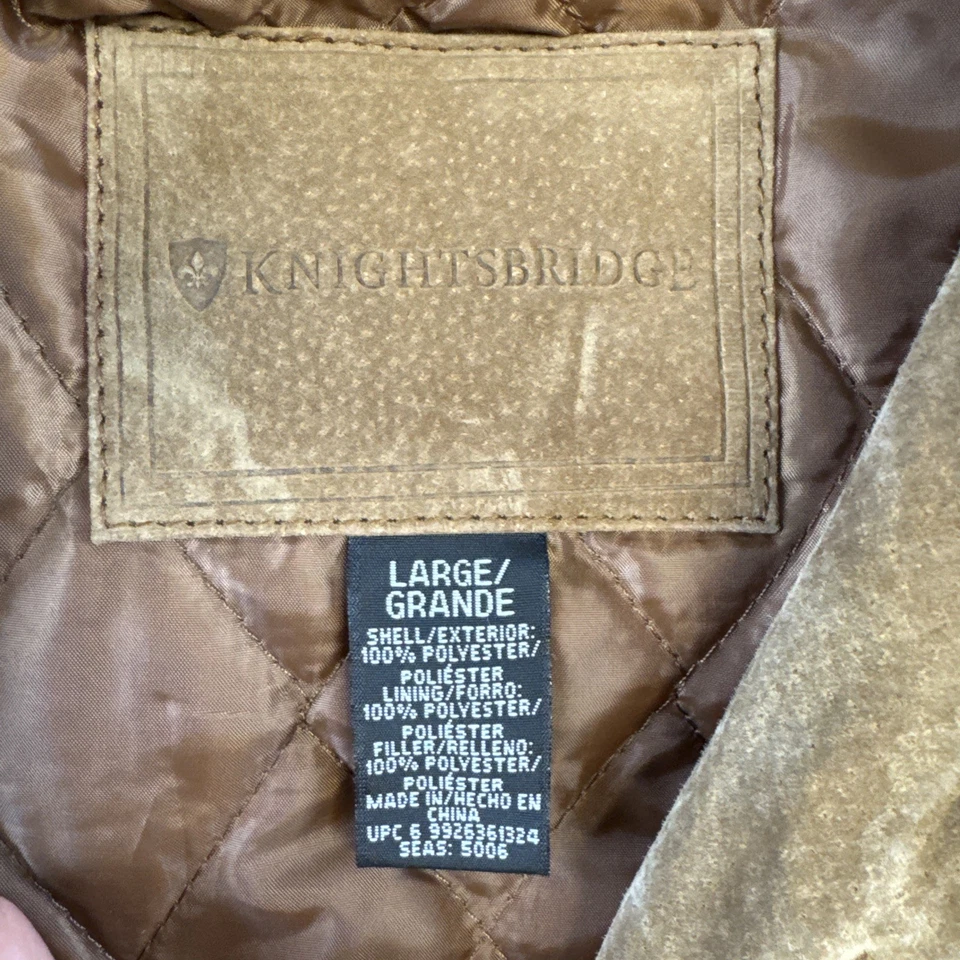 KNIGHTSBRIDGE
LARGE/
GRANDE
SHELL/EXTERIOR:
100% POLYESTER/
POLIÉSTER
LINING/FORRO:
100% POLYESTER/
POLIÉSTER
FILLER/RELLENO:
100% POLYESTER/
POLIÉSTER
MADE IN/HECHO EN
CHINA
UPC 6 9926361324
SEAS: 5006